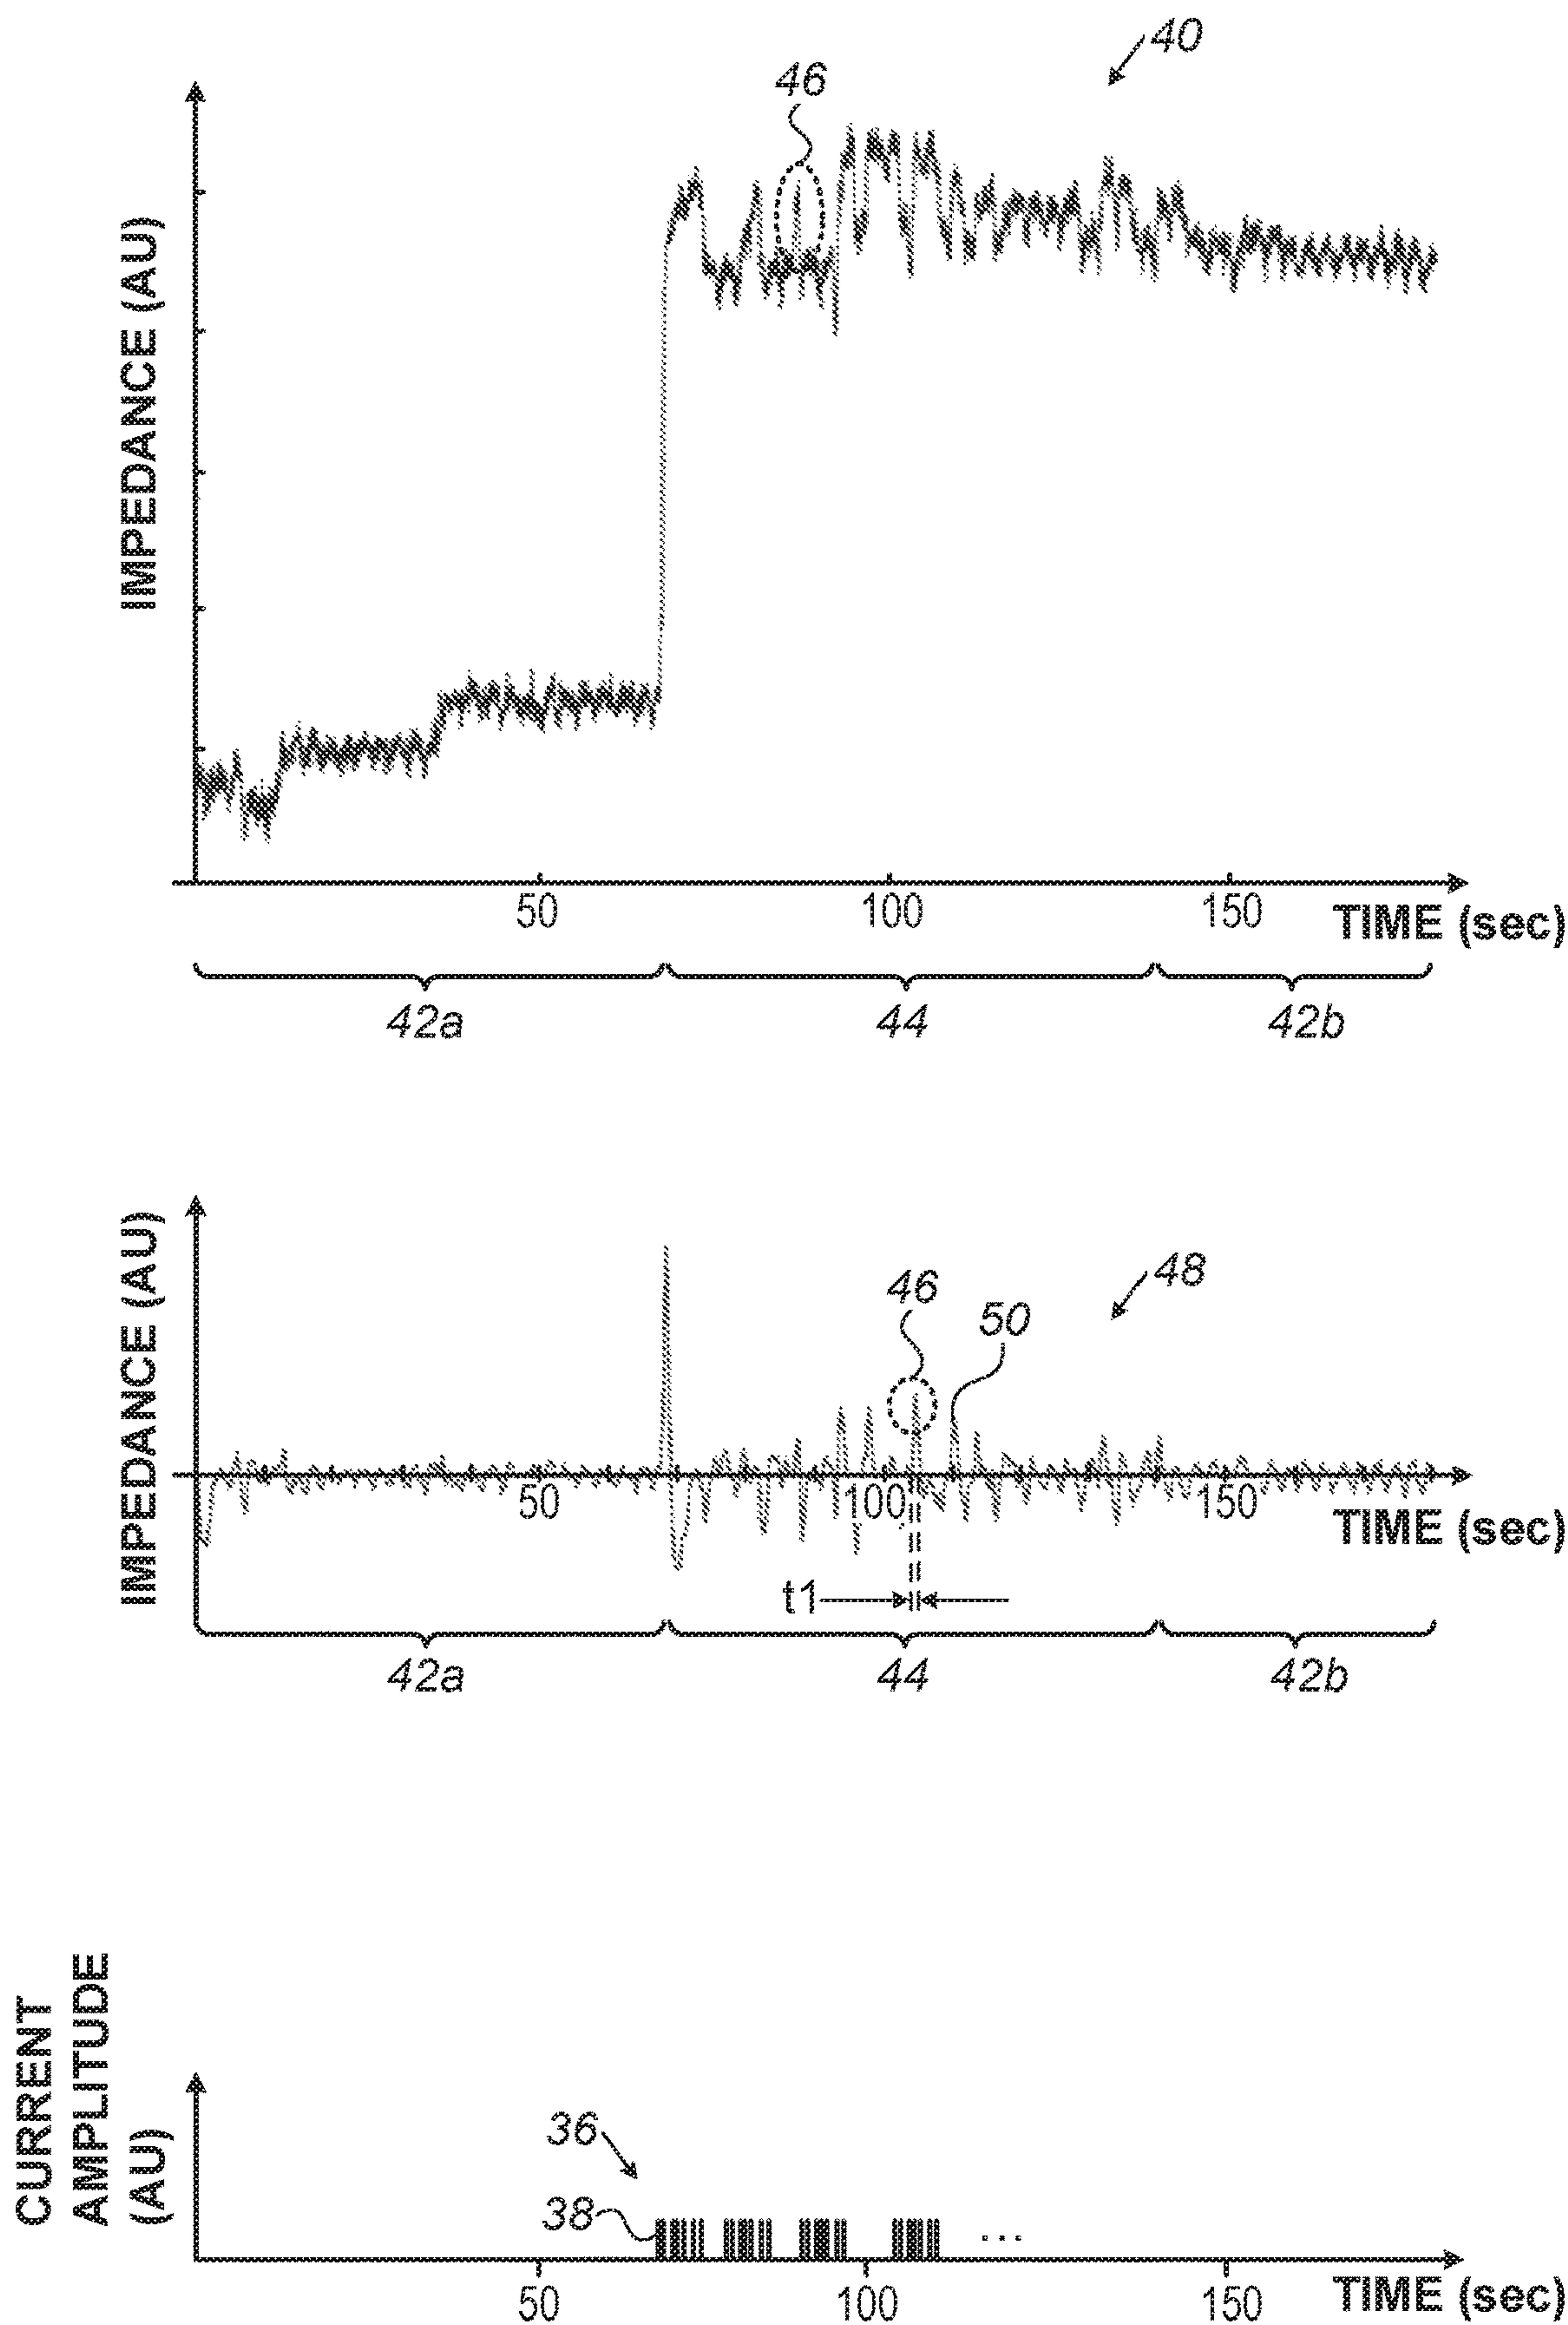 40
46
IMPEDANCE (AU)
50 100 150 TIME (sec)
42a 44 42b
IMPEDANCE (AU)
48
46
50
50 100 150 TIME (sec)
t1
42a 44 42b
CURRENT
AMPLITUDE
(AU)
36
38
...
50 100 150 TIME (sec)